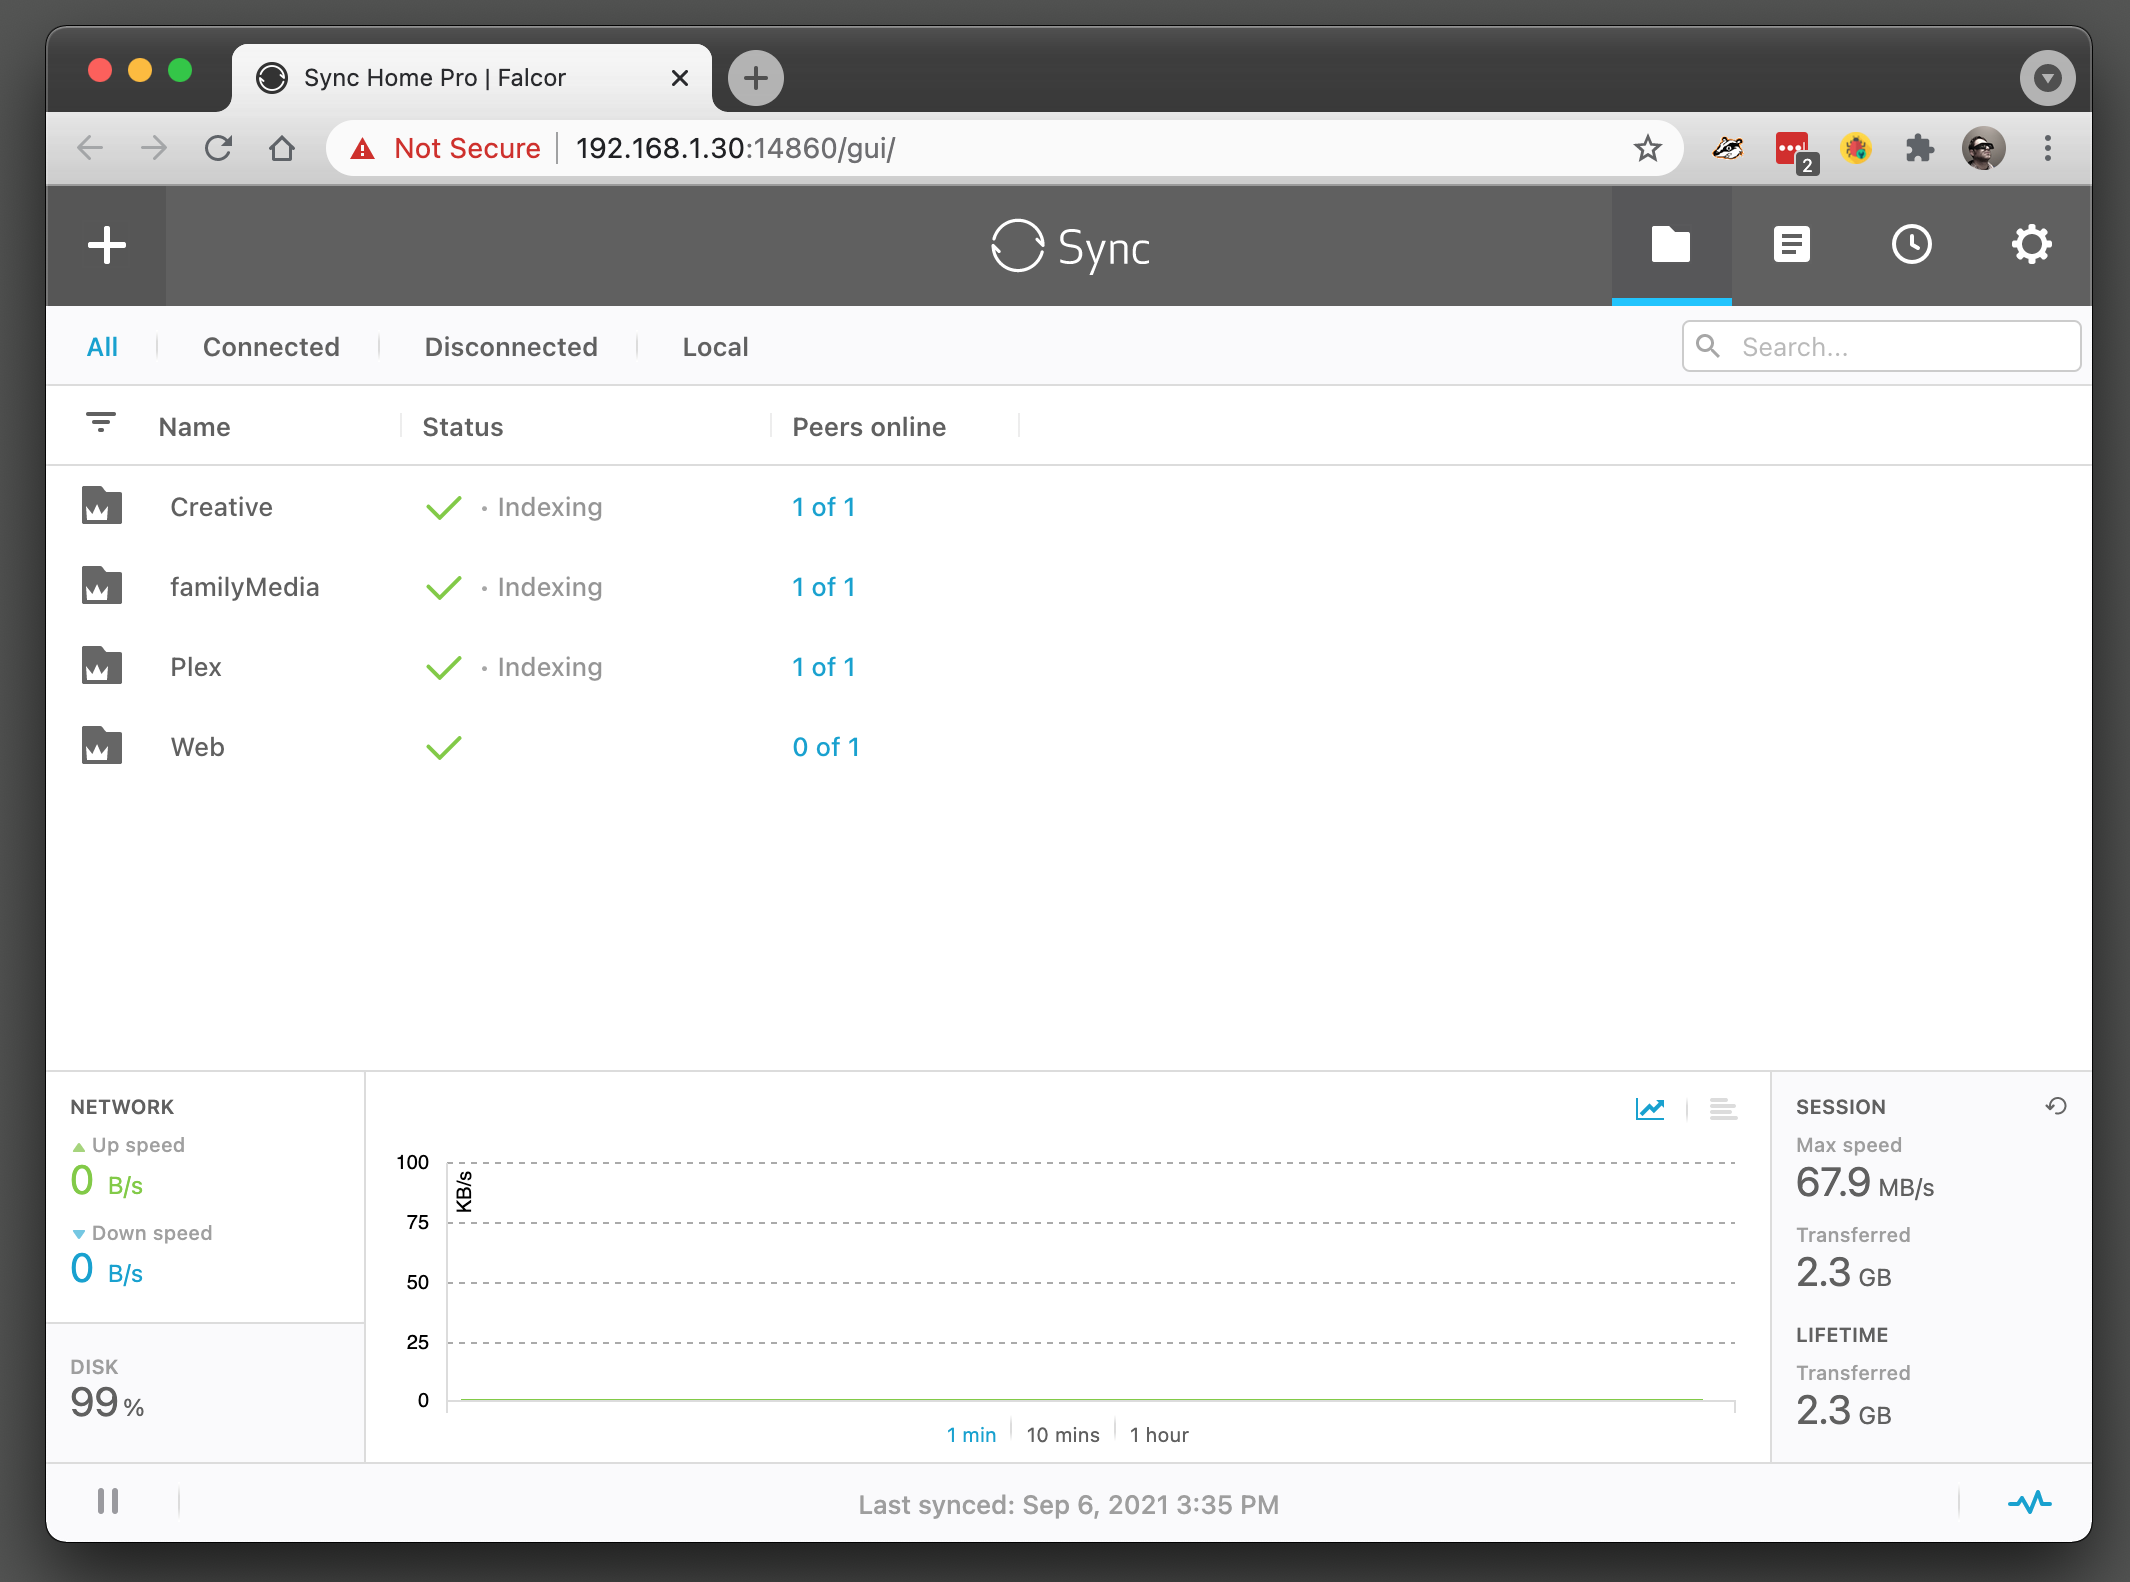 Sync Home Pro | Falcor
Not Secure 192.168.1.30:14860/gui/
2
Sync
All Connected Disconnected Local Search...
Name Status Peers online
Creative · Indexing 1 of 1
familyMedia · Indexing 1 of 1
Plex · Indexing 1 of 1
Web 0 of 1
NETWORK
Up speed
0 B/s
Down speed
0 B/s
DISK
99 %
KB/s
100
75
50
25
0
1 min 10 mins 1 hour
SESSION
Max speed
67.9 MB/s
Transferred
2.3 GB
LIFETIME
Transferred
2.3 GB
Last synced: Sep 6, 2021 3:35 PM